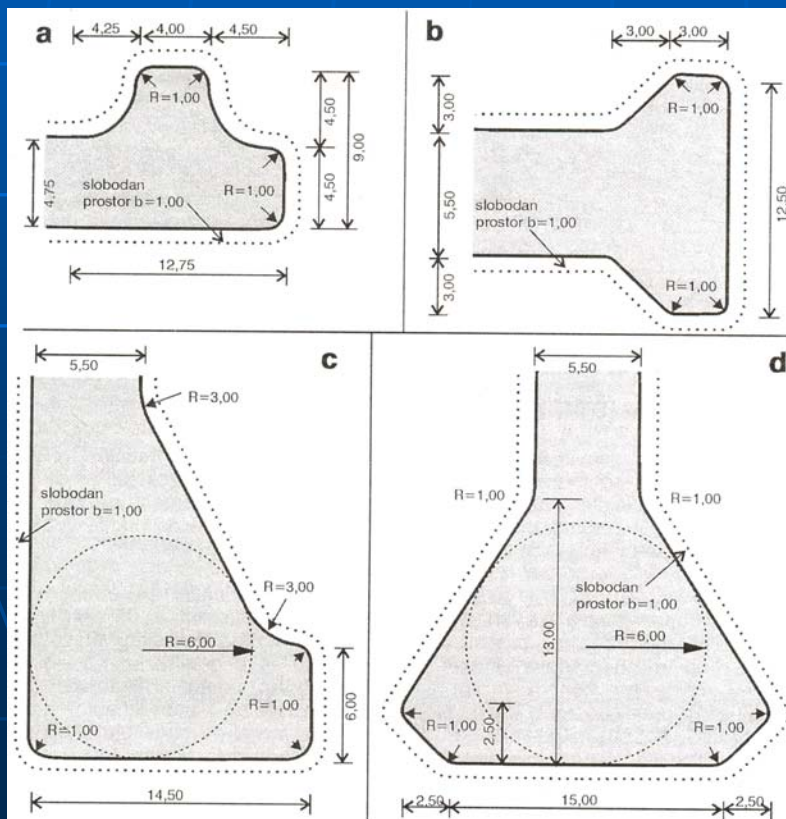 a
4,25 4,00 4,50
R=1,00
4,50
9,00
4,50
4,75
R=1,00
slobodan
prostor b=1,00
12,75
b
3,00 3,00
3,00
R=1,00
5,50
12,50
slobodan
prostor b=1,00
R=1,00
3,00
c
5,50
R=3,00
slobodan
prostor b=1,00
R=3,00
R=6,00
6,00
R=1,00
R=1,00
14,50
d
5,50
R=1,00
R=1,00
slobodan
prostor b=1,00
13,00
R=6,00
2,50
R=1,00
R=1,00
2,50 15,00 2,50